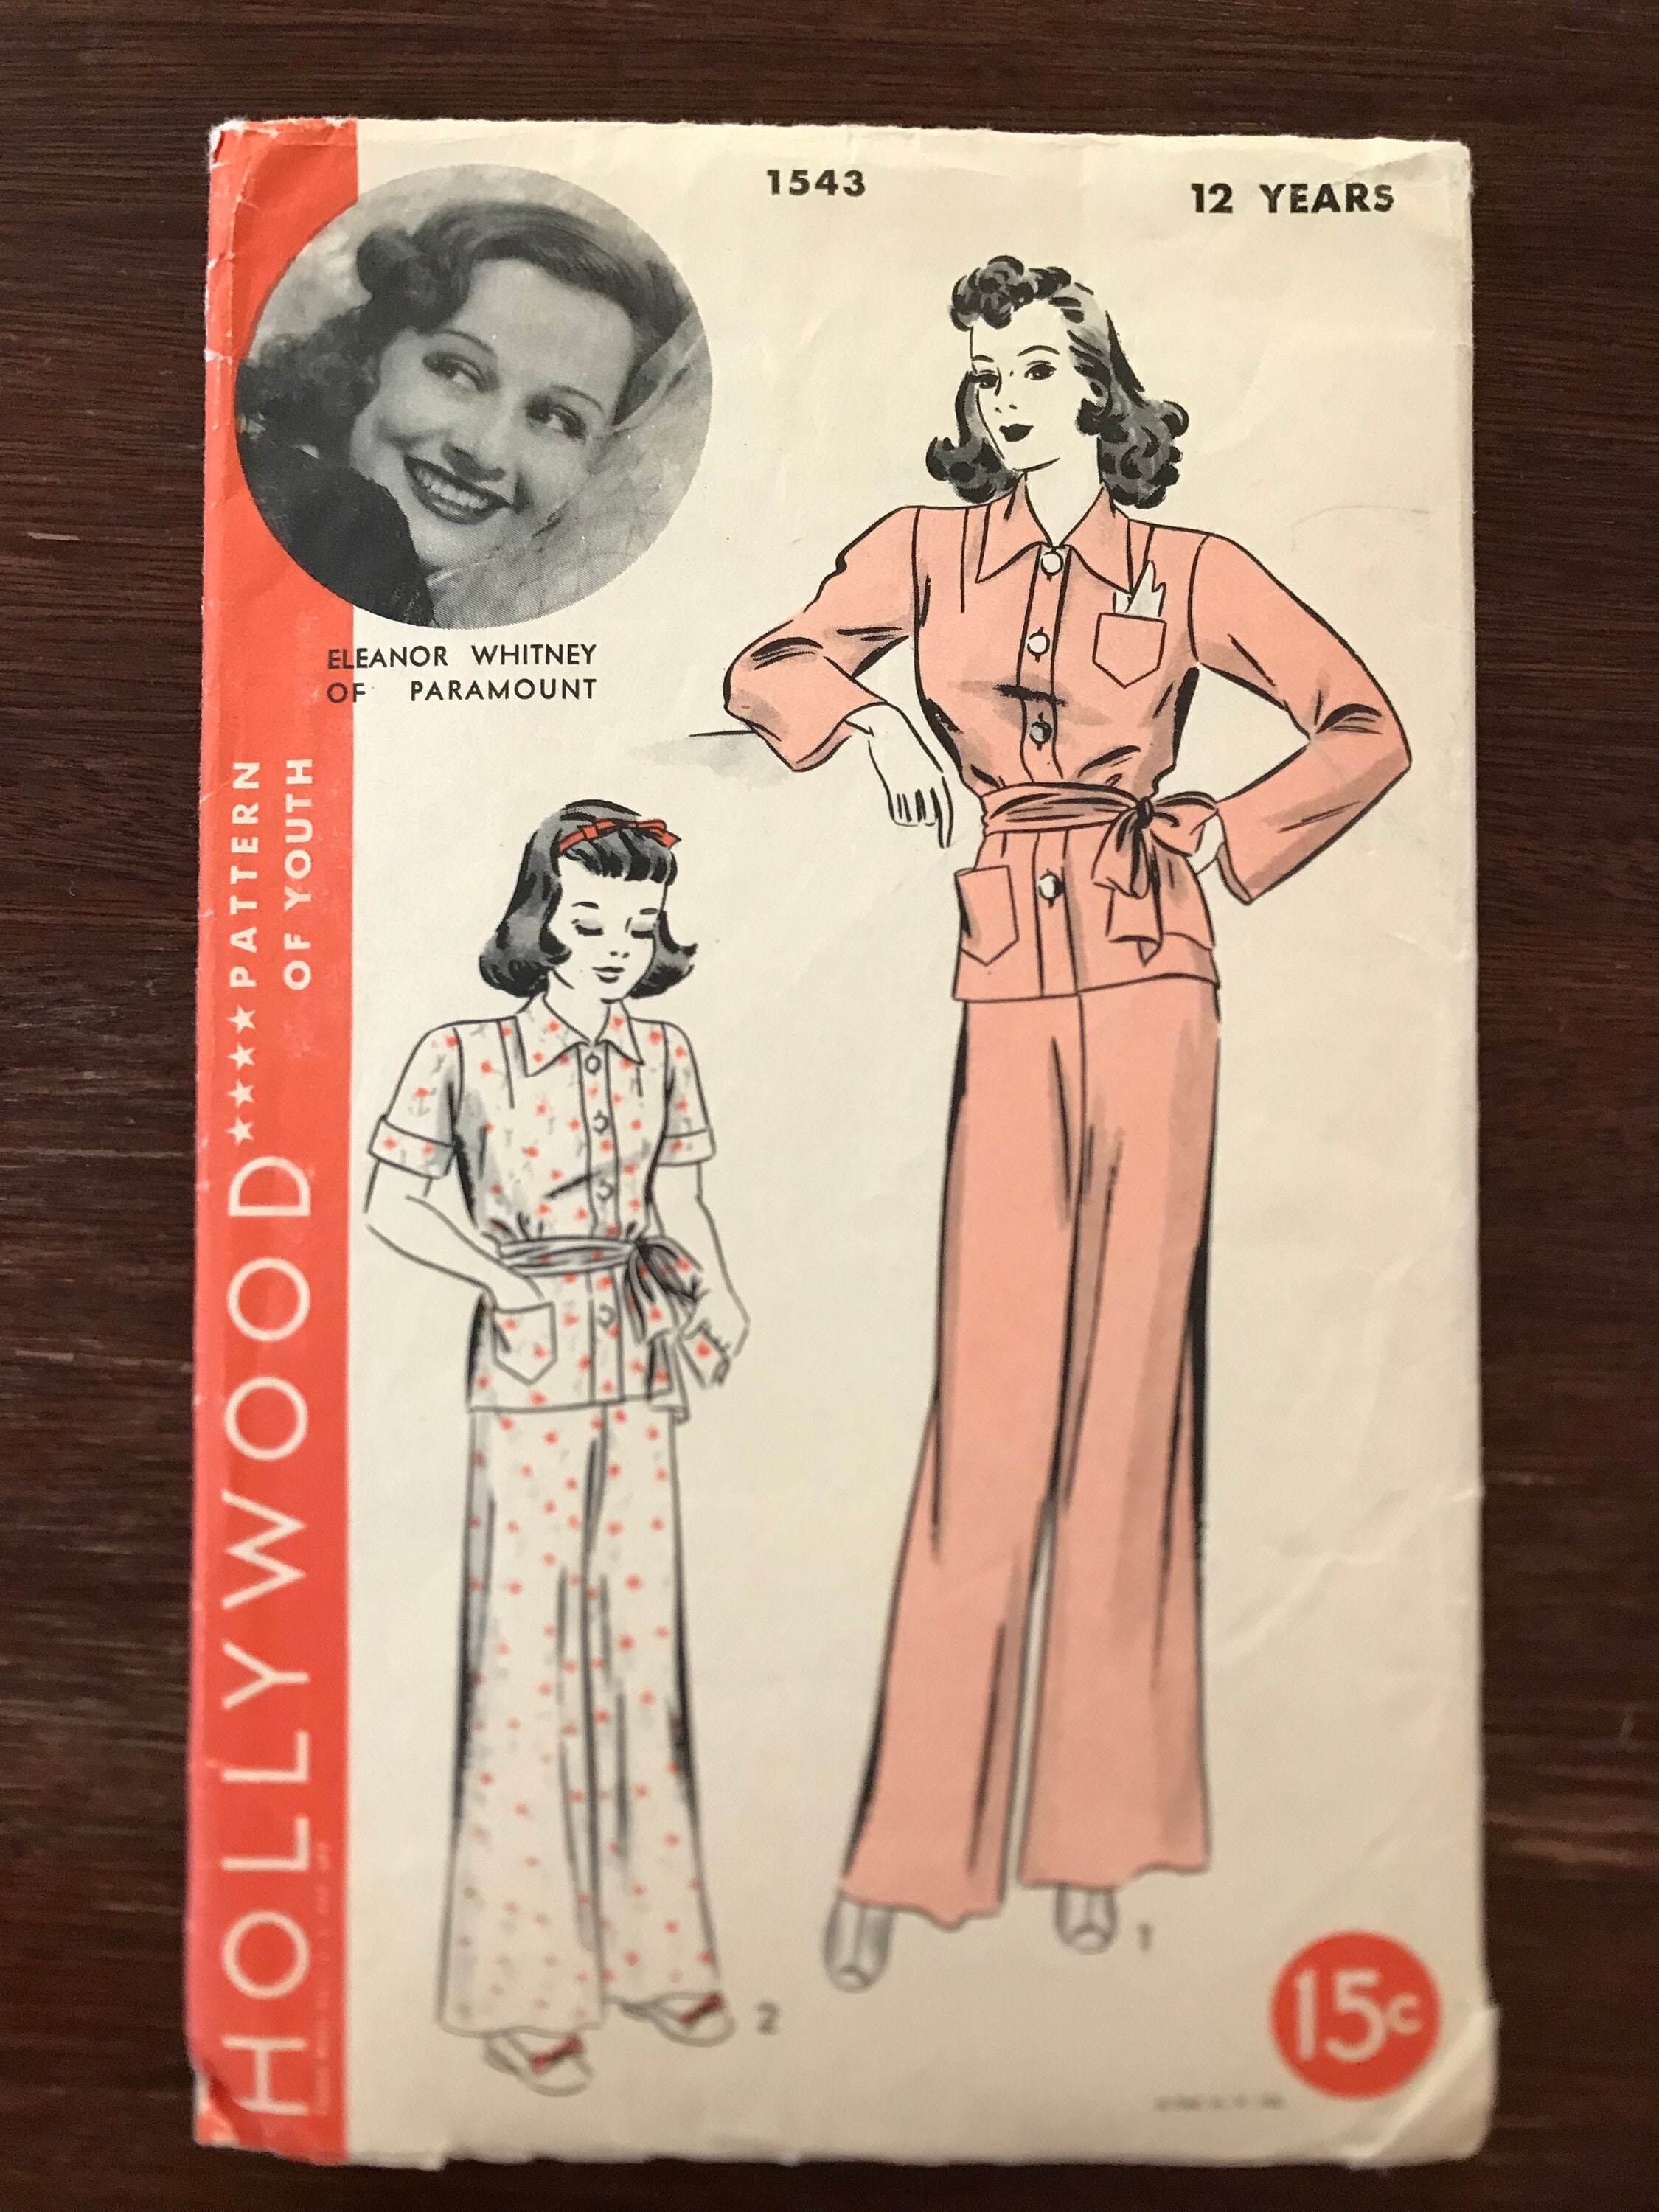 1543
12 YEARS
ELEANOR WHITNEY
OF PARAMOUNT
HOLLYWOOD ★★★★ PATTERN
OF YOUTH
1
2
15c